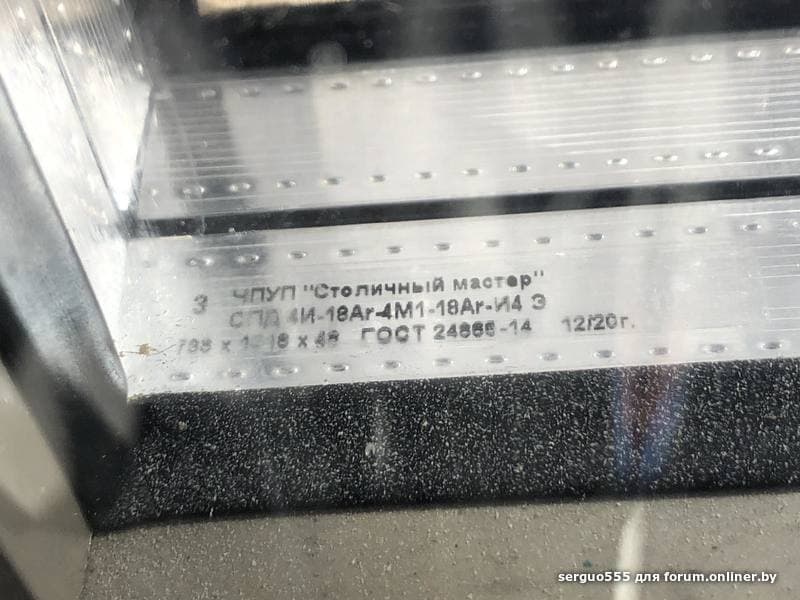 3 ЧПУП "Столичный мастер"
СПД 4И-18Ar-4М1-18Ar-И4 Э
x 48 ГОСТ 24866-14 12/20г.
serguo555 для forum.onliner.by